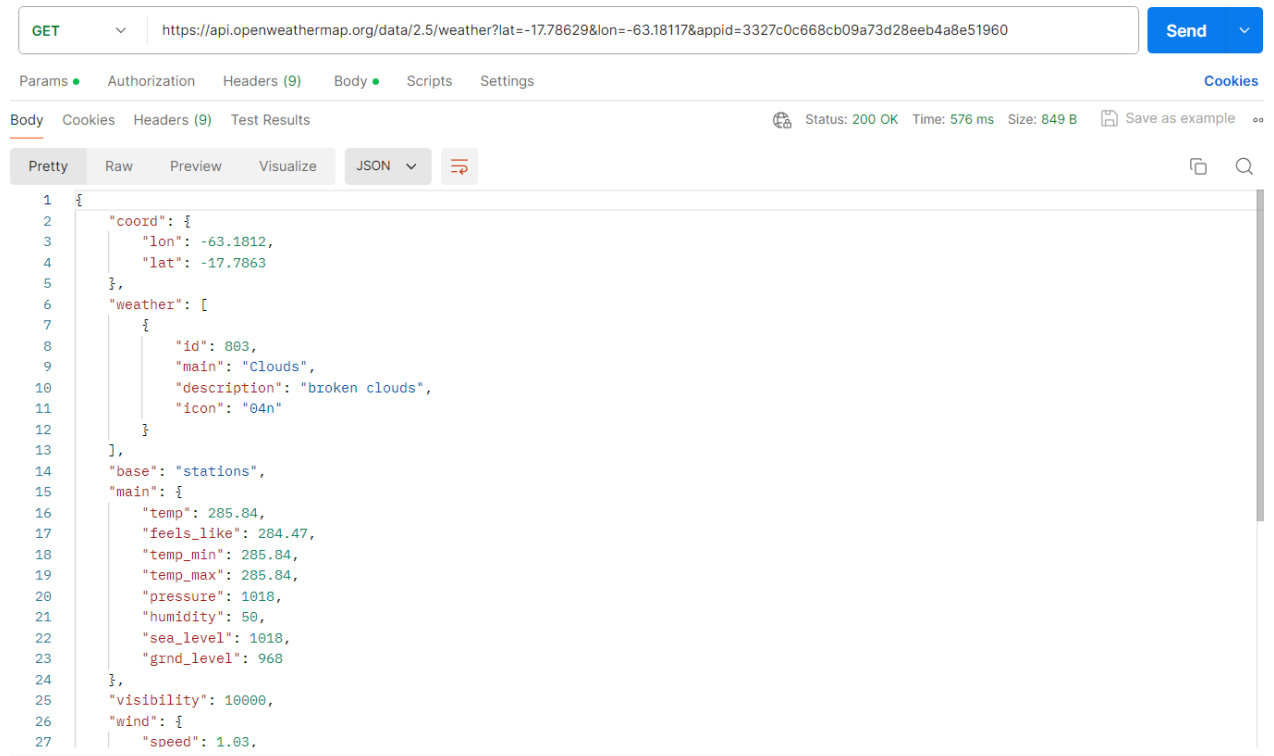 GET https://api.openweathermap.org/data/2.5/weather?lat=-17.78629&lon=-63.18117&appid=3327c0c668cb09a73d28eeb4a8e51960 Send
Params Authorization Headers (9) Body Scripts Settings Cookies
Body Cookies Headers (9) Test Results Status: 200 OK Time: 576 ms Size: 849 B Save as example
Pretty Raw Preview Visualize JSON
1 {
2 "coord": {
3 "lon": -63.1812,
4 "lat": -17.7863
5 },
6 "weather": [
7 {
8 "id": 803,
9 "main": "Clouds",
10 "description": "broken clouds",
11 "icon": "04n"
12 }
13 ],
14 "base": "stations",
15 "main": {
16 "temp": 285.84,
17 "feels_like": 284.47,
18 "temp_min": 285.84,
19 "temp_max": 285.84,
20 "pressure": 1018,
21 "humidity": 50,
22 "sea_level": 1018,
23 "grnd_level": 968
24 },
25 "visibility": 10000,
26 "wind": {
27 "speed": 1.03,